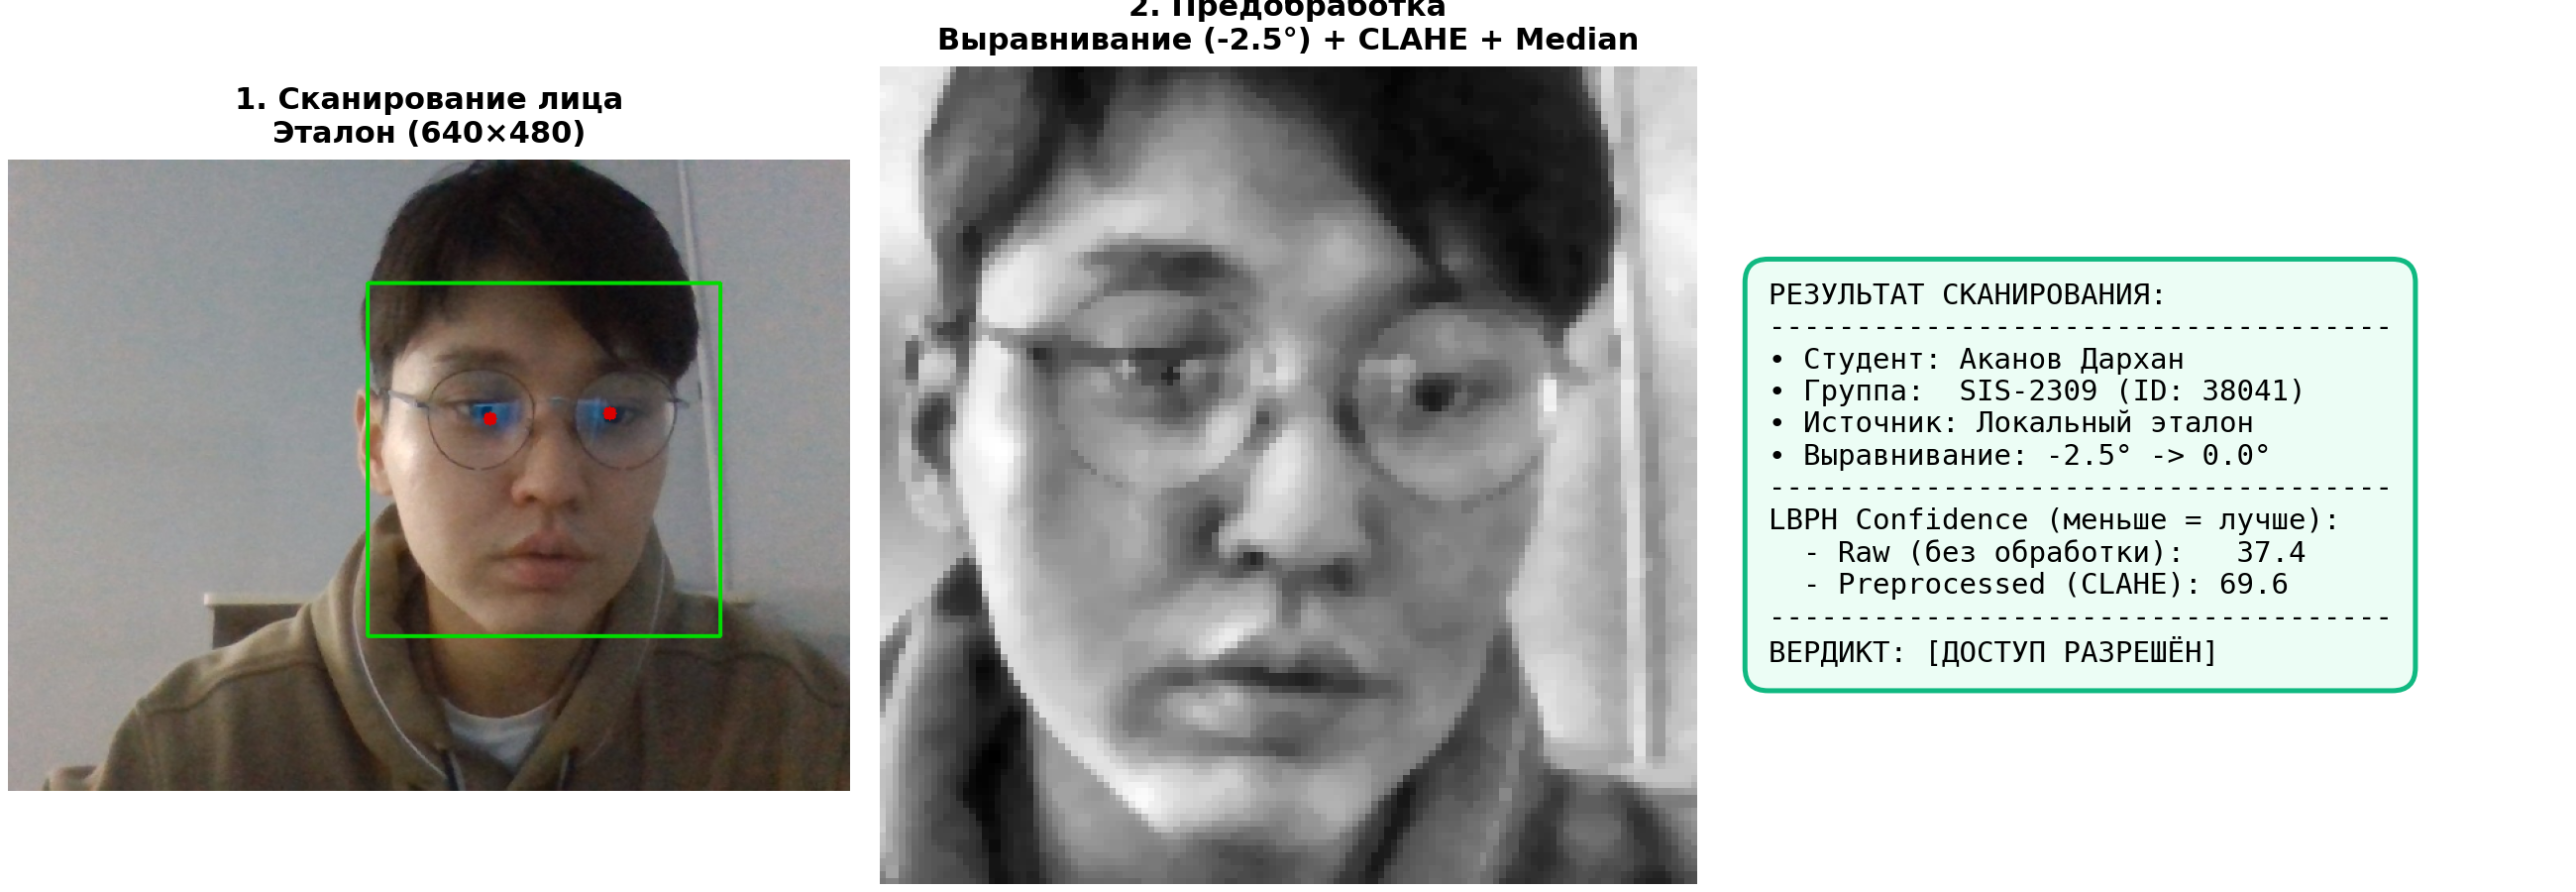 1. Сканирование лица
Эталон (640×480)
2. Предобработка
Выравнивание (-2.5°) + CLAHE + Median
РЕЗУЛЬТАТ СКАНИРОВАНИЯ:
------------------------------------
• Студент: Аканов Дархан
• Группа:  SIS-2309 (ID: 38041)
• Источник: Локальный эталон
• Выравнивание: -2.5° -> 0.0°
------------------------------------
LBPH Confidence (меньше = лучше):
  - Raw (без обработки):   37.4
  - Preprocessed (CLAHE): 69.6
------------------------------------
ВЕРДИКТ: [ДОСТУП РАЗРЕШЁН]